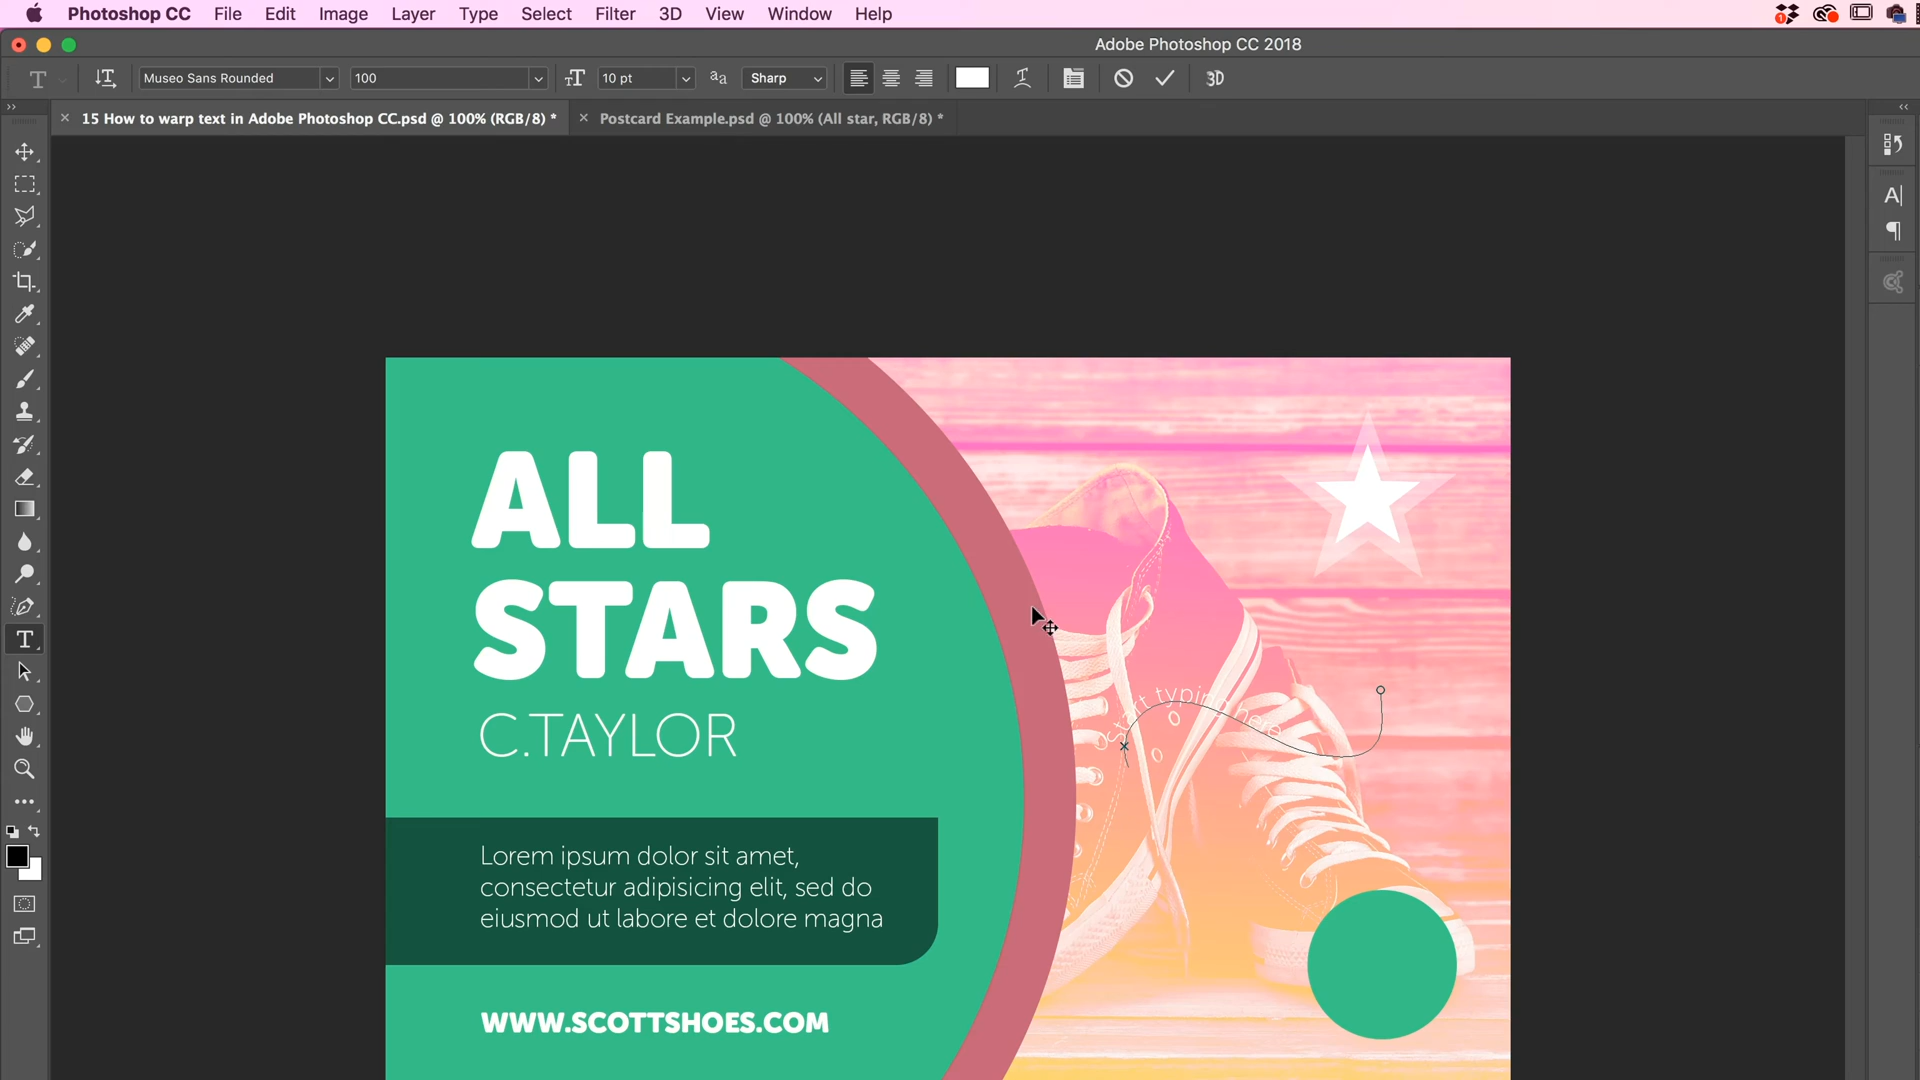 Photoshop CC File Edit Image Layer Type Select Filter 3D View Window Help
Adobe Photoshop CC 2018
Museo Sans Rounded 100 10 pt Sharp 3D
15 How to warp text in Adobe Photoshop CC.psd @ 100% (RGB/8) * Postcard Example.psd @ 100% (All star, RGB/8) *
ALL
STARS
C.TAYLOR
Start typing here
Lorem ipsum dolor sit amet,
consectetur adipisicing elit, sed do
eiusmod ut labore et dolore magna
WWW.SCOTTSHOES.COM